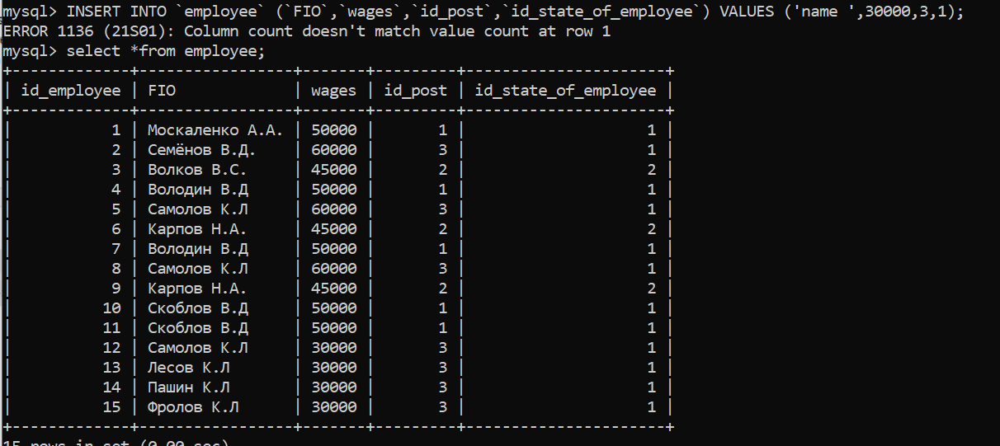 mysql> INSERT INTO `employee` (`FIO`,`wages`,`id_post`,`id_state_of_employee`) VALUES ('name ',30000,3,1);
ERROR 1136 (21S01): Column count doesn't match value count at row 1
mysql> select *from employee;
+-------------+----------------+-------+---------+----------------------+
| id_employee | FIO            | wages | id_post | id_state_of_employee |
+-------------+----------------+-------+---------+----------------------+
|           1 | Москаленко А.А. | 50000 |       1 |                    1 |
|           2 | Семёнов В.Д.   | 60000 |       3 |                    1 |
|           3 | Волков В.С.    | 45000 |       2 |                    2 |
|           4 | Володин В.Д    | 50000 |       1 |                    1 |
|           5 | Самолов К.Л    | 60000 |       3 |                    1 |
|           6 | Карпов Н.А.    | 45000 |       2 |                    2 |
|           7 | Володин В.Д    | 50000 |       1 |                    1 |
|           8 | Самолов К.Л    | 60000 |       3 |                    1 |
|           9 | Карпов Н.А.    | 45000 |       2 |                    2 |
|          10 | Скоблов В.Д    | 50000 |       1 |                    1 |
|          11 | Скоблов В.Д    | 50000 |       1 |                    1 |
|          12 | Самолов К.Л    | 30000 |       3 |                    1 |
|          13 | Лесов К.Л      | 30000 |       3 |                    1 |
|          14 | Пашин К.Л      | 30000 |       3 |                    1 |
|          15 | Фролов К.Л     | 30000 |       3 |                    1 |
+-------------+----------------+-------+---------+----------------------+
15 rows in set (0.00 sec)